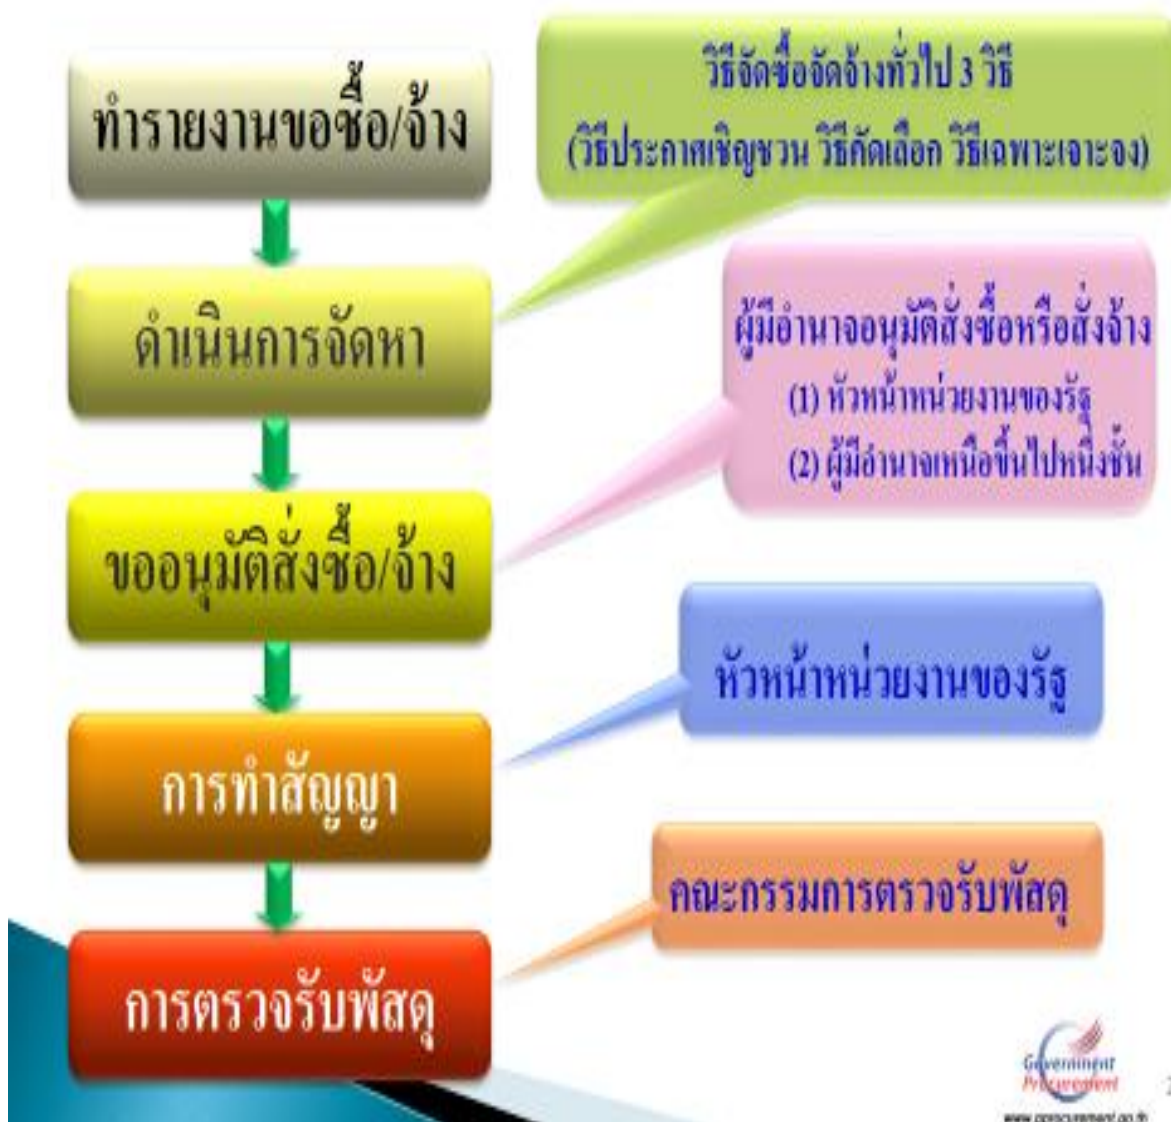 ทำรายงานขอซื้อ/จ้าง
วิธีจัดซื้อจัดจ้างทั่วไป 3 วิธี
(วิธีประกาศเชิญชวน วิธีคัดเลือก วิธีเฉพาะเจาะจง)
ดำเนินการจัดหา
ผู้มีอำนาจอนุมัติสั่งซื้อหรือสั่งจ้าง
(1) หัวหน้าหน่วยงานของรัฐ
(2) ผู้มีอำนาจเหนือขึ้นไปหนึ่งชั้น
ขออนุมัติสั่งซื้อ/จ้าง
หัวหน้าหน่วยงานของรัฐ
การทำสัญญา
คณะกรรมการตรวจรับพัสดุ
การตรวจรับพัสดุ
Government
Procurement
www.gprocurement.go.th